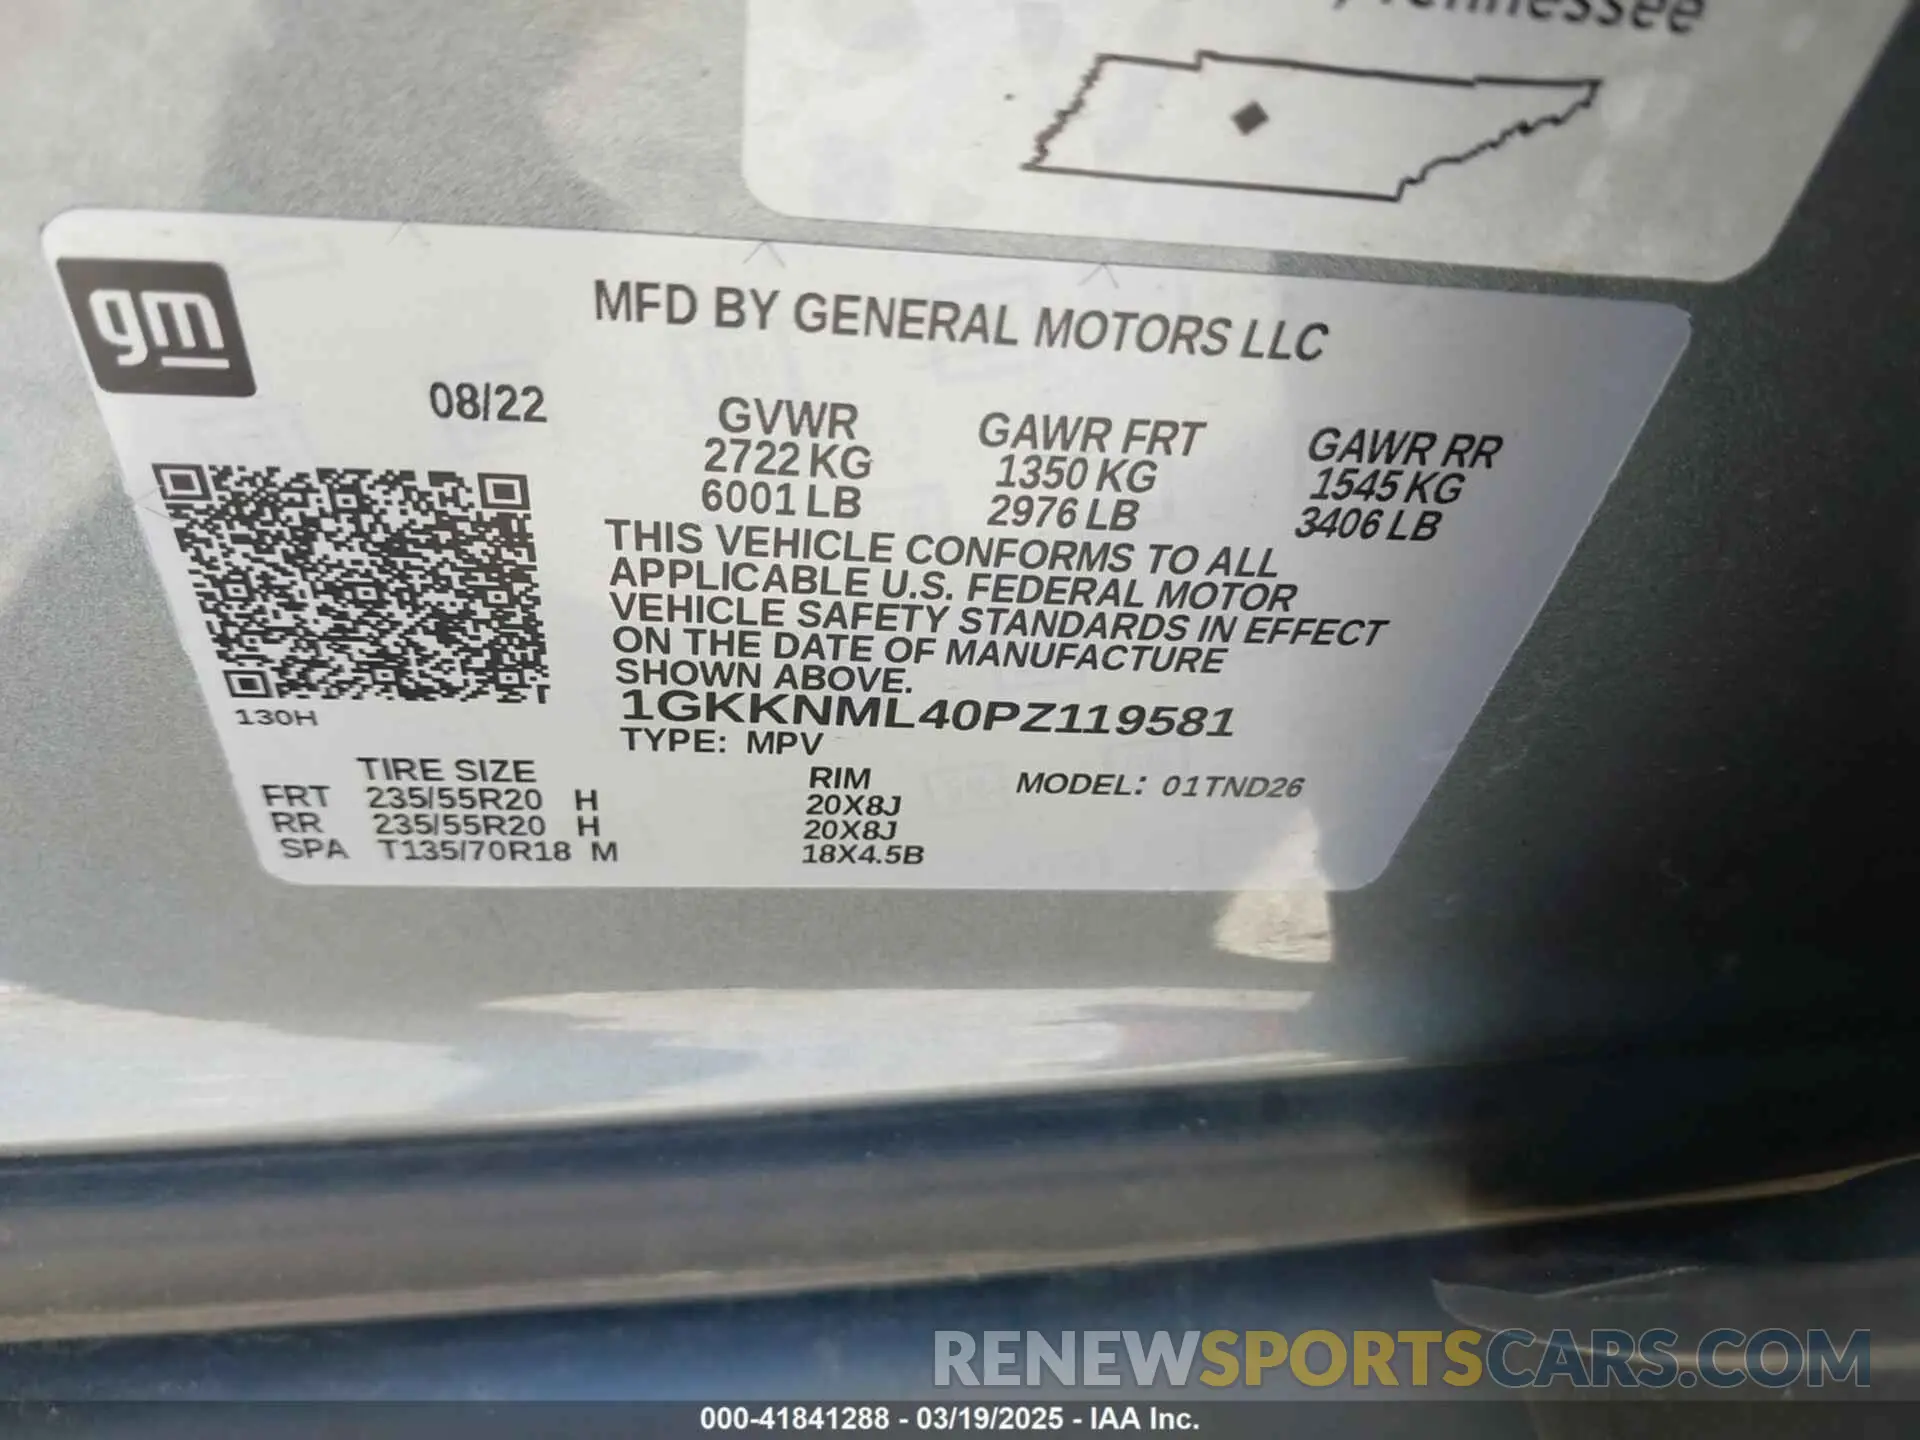 Tennessee
gm
MFD BY GENERAL MOTORS LLC
08/22
GVWR GAWR FRT GAWR RR
2722 KG 1350 KG 1545 KG
6001 LB 2976 LB 3406 LB
THIS VEHICLE CONFORMS TO ALL
APPLICABLE U.S. FEDERAL MOTOR
VEHICLE SAFETY STANDARDS IN EFFECT
ON THE DATE OF MANUFACTURE
SHOWN ABOVE.
130H
1GKKNML40PZ119581
TYPE: MPV
TIRE SIZE RIM MODEL: 01TND26
FRT 235/55R20 H 20X8J
RR 235/55R20 H 20X8J
SPA T135/70R18 M 18X4.5B
RENEWSPORTSCARS.COM
000-41841288 - 03/19/2025 - IAA Inc.